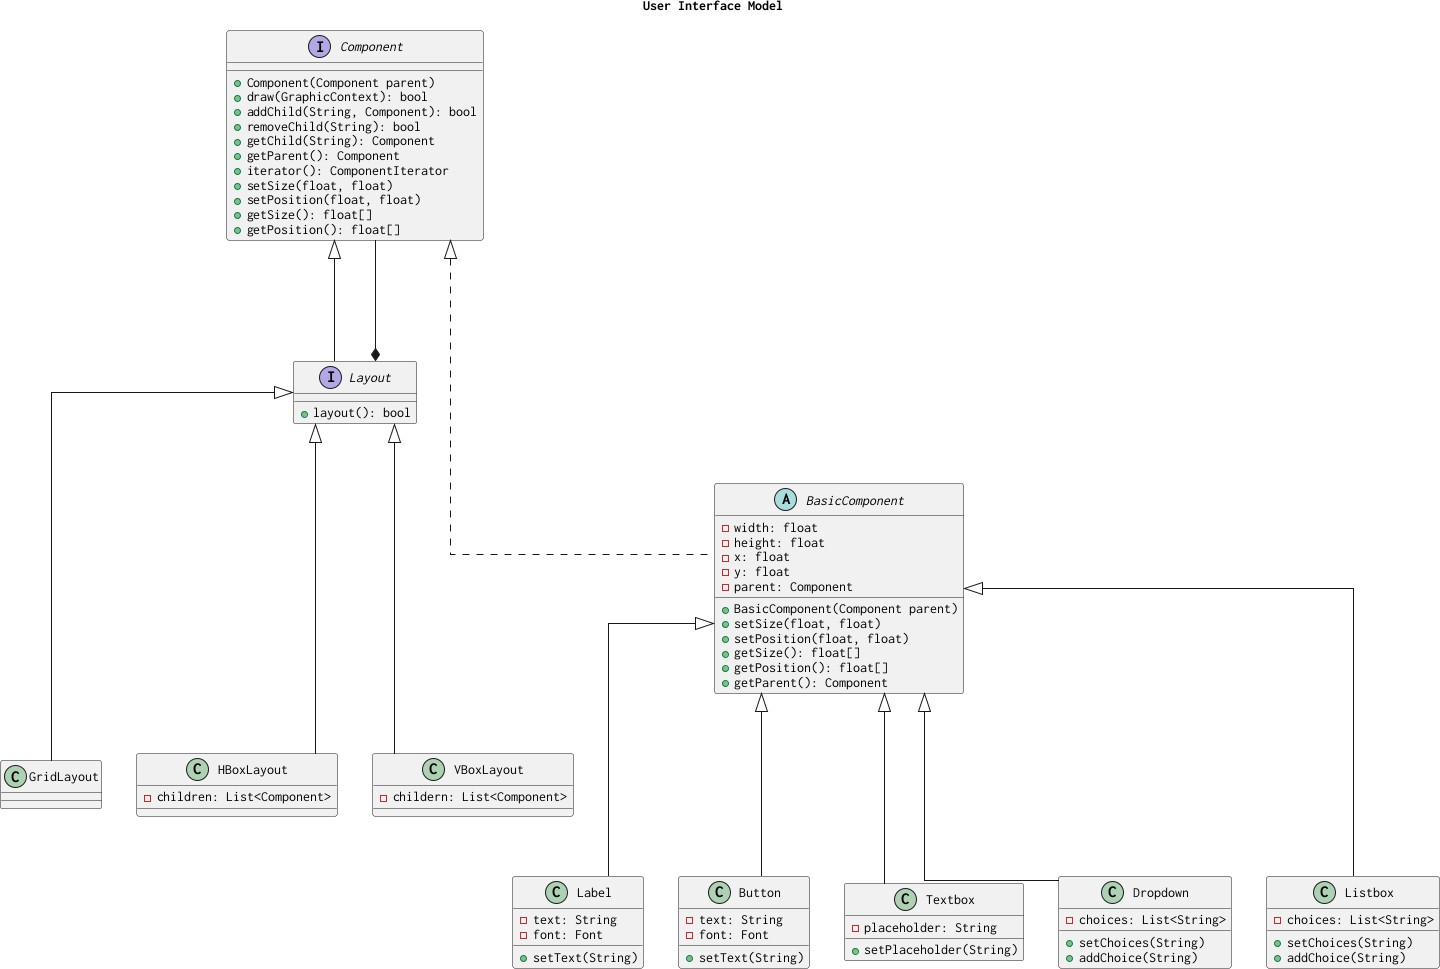 User Interface Model
I Component
Component(Component parent)
draw(GraphicContext): bool
addChild(String, Component): bool
removeChild(String): bool
getChild(String): Component
getParent(): Component
iterator(): ComponentIterator
setSize(float, float)
setPosition(float, float)
getSize(): float[]
getPosition(): float[]
I Layout
layout(): bool
A BasicComponent
width: float
height: float
x: float
y: float
parent: Component
BasicComponent(Component parent)
setSize(float, float)
setPosition(float, float)
getSize(): float[]
getPosition(): float[]
getParent(): Component
C GridLayout
C HBoxLayout
children: List<Component>
C VBoxLayout
childern: List<Component>
C Label
text: String
font: Font
setText(String)
C Button
text: String
font: Font
setText(String)
C Textbox
placeholder: String
setPlaceholder(String)
C Dropdown
choices: List<String>
setChoices(String)
addChoice(String)
C Listbox
choices: List<String>
setChoices(String)
addChoice(String)